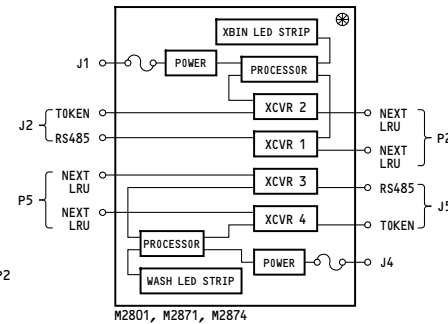 XBIN LED STRIP
J1
POWER
PROCESSOR
J2
TOKEN
XCVR 2
NEXT
LRU
RS485
XCVR 1
NEXT
LRU
P2
P5
NEXT
LRU
XCVR 3
RS485
J5
NEXT
LRU
XCVR 4
TOKEN
PROCESSOR
POWER
J4
P2
WASH LED STRIP
M2801, M2871, M2874